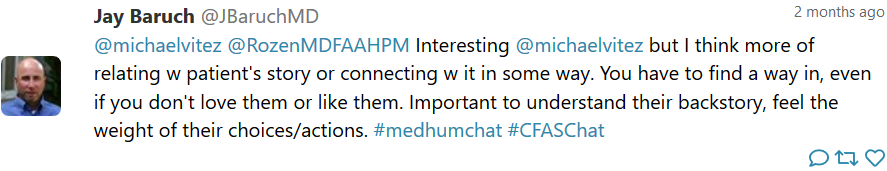 Jay Baruch @JBaruchMD 2 months ago
@michaelvitez @RozenMDFAAHPM Interesting @michaelvitez but I think more of
relating w patient's story or connecting w it in some way. You have to find a way in, even
if you don't love them or like them. Important to understand their backstory, feel the
weight of their choices/actions. #medhumchat #CFASChat